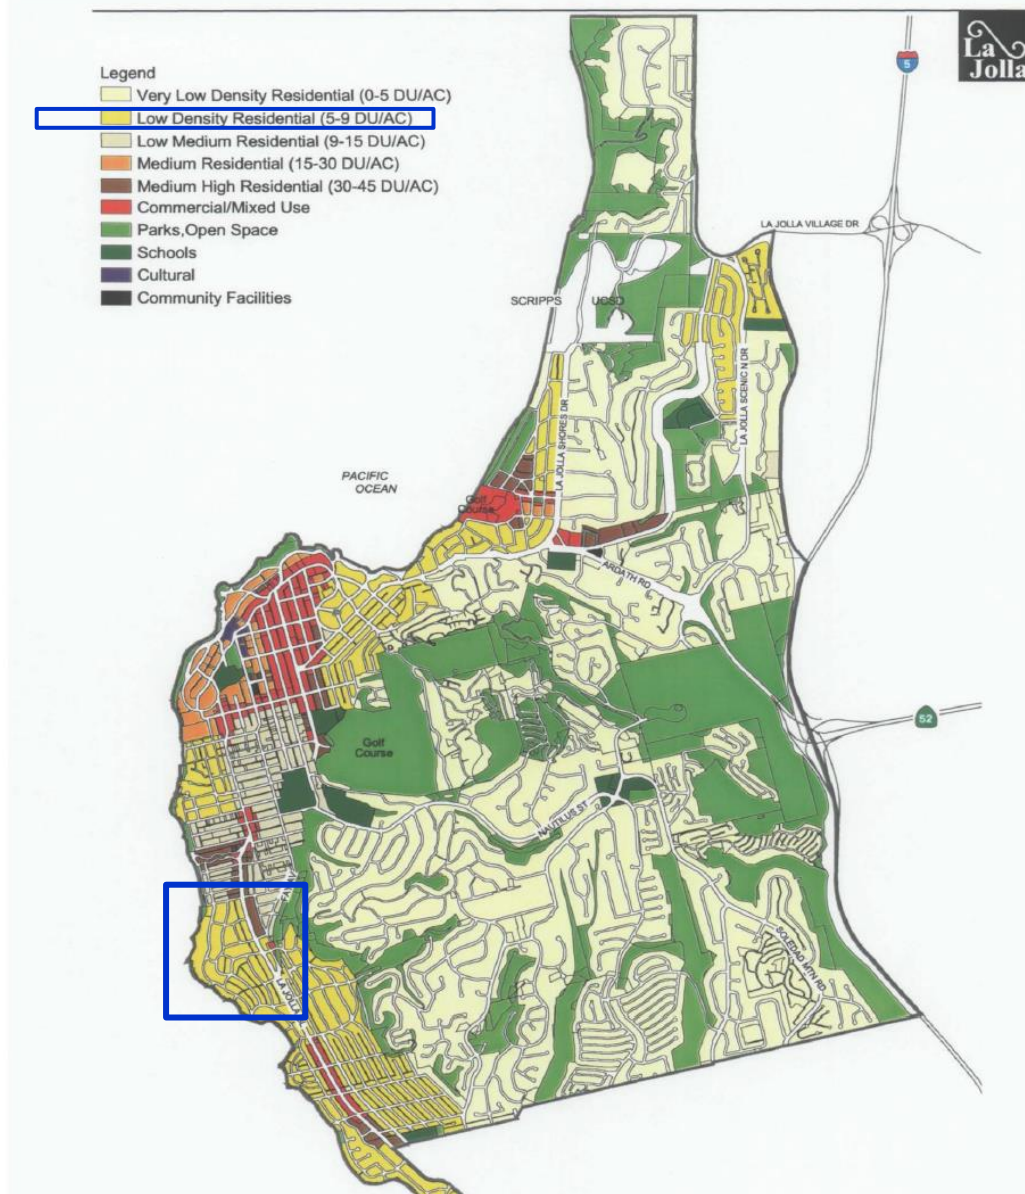 La
Jolla
5
Legend
Very Low Density Residential (0-5 DU/AC)
Low Density Residential (5-9 DU/AC)
Low Medium Residential (9-15 DU/AC)
Medium Residential (15-30 DU/AC)
Medium High Residential (30-45 DU/AC)
Commercial/Mixed Use
Parks,Open Space
Schools
Cultural
Community Facilities
LA JOLLA VILLAGE DR
SCRIPPS
UCSD
LA JOLLA SCENIC N DR
LA JOLLA SHORES DR
PACIFIC
OCEAN
Golf
Course
ARDATH RD
52
Golf
Course
NAUTILUS ST
SOLEDAD MTN RD
LA JOLLA